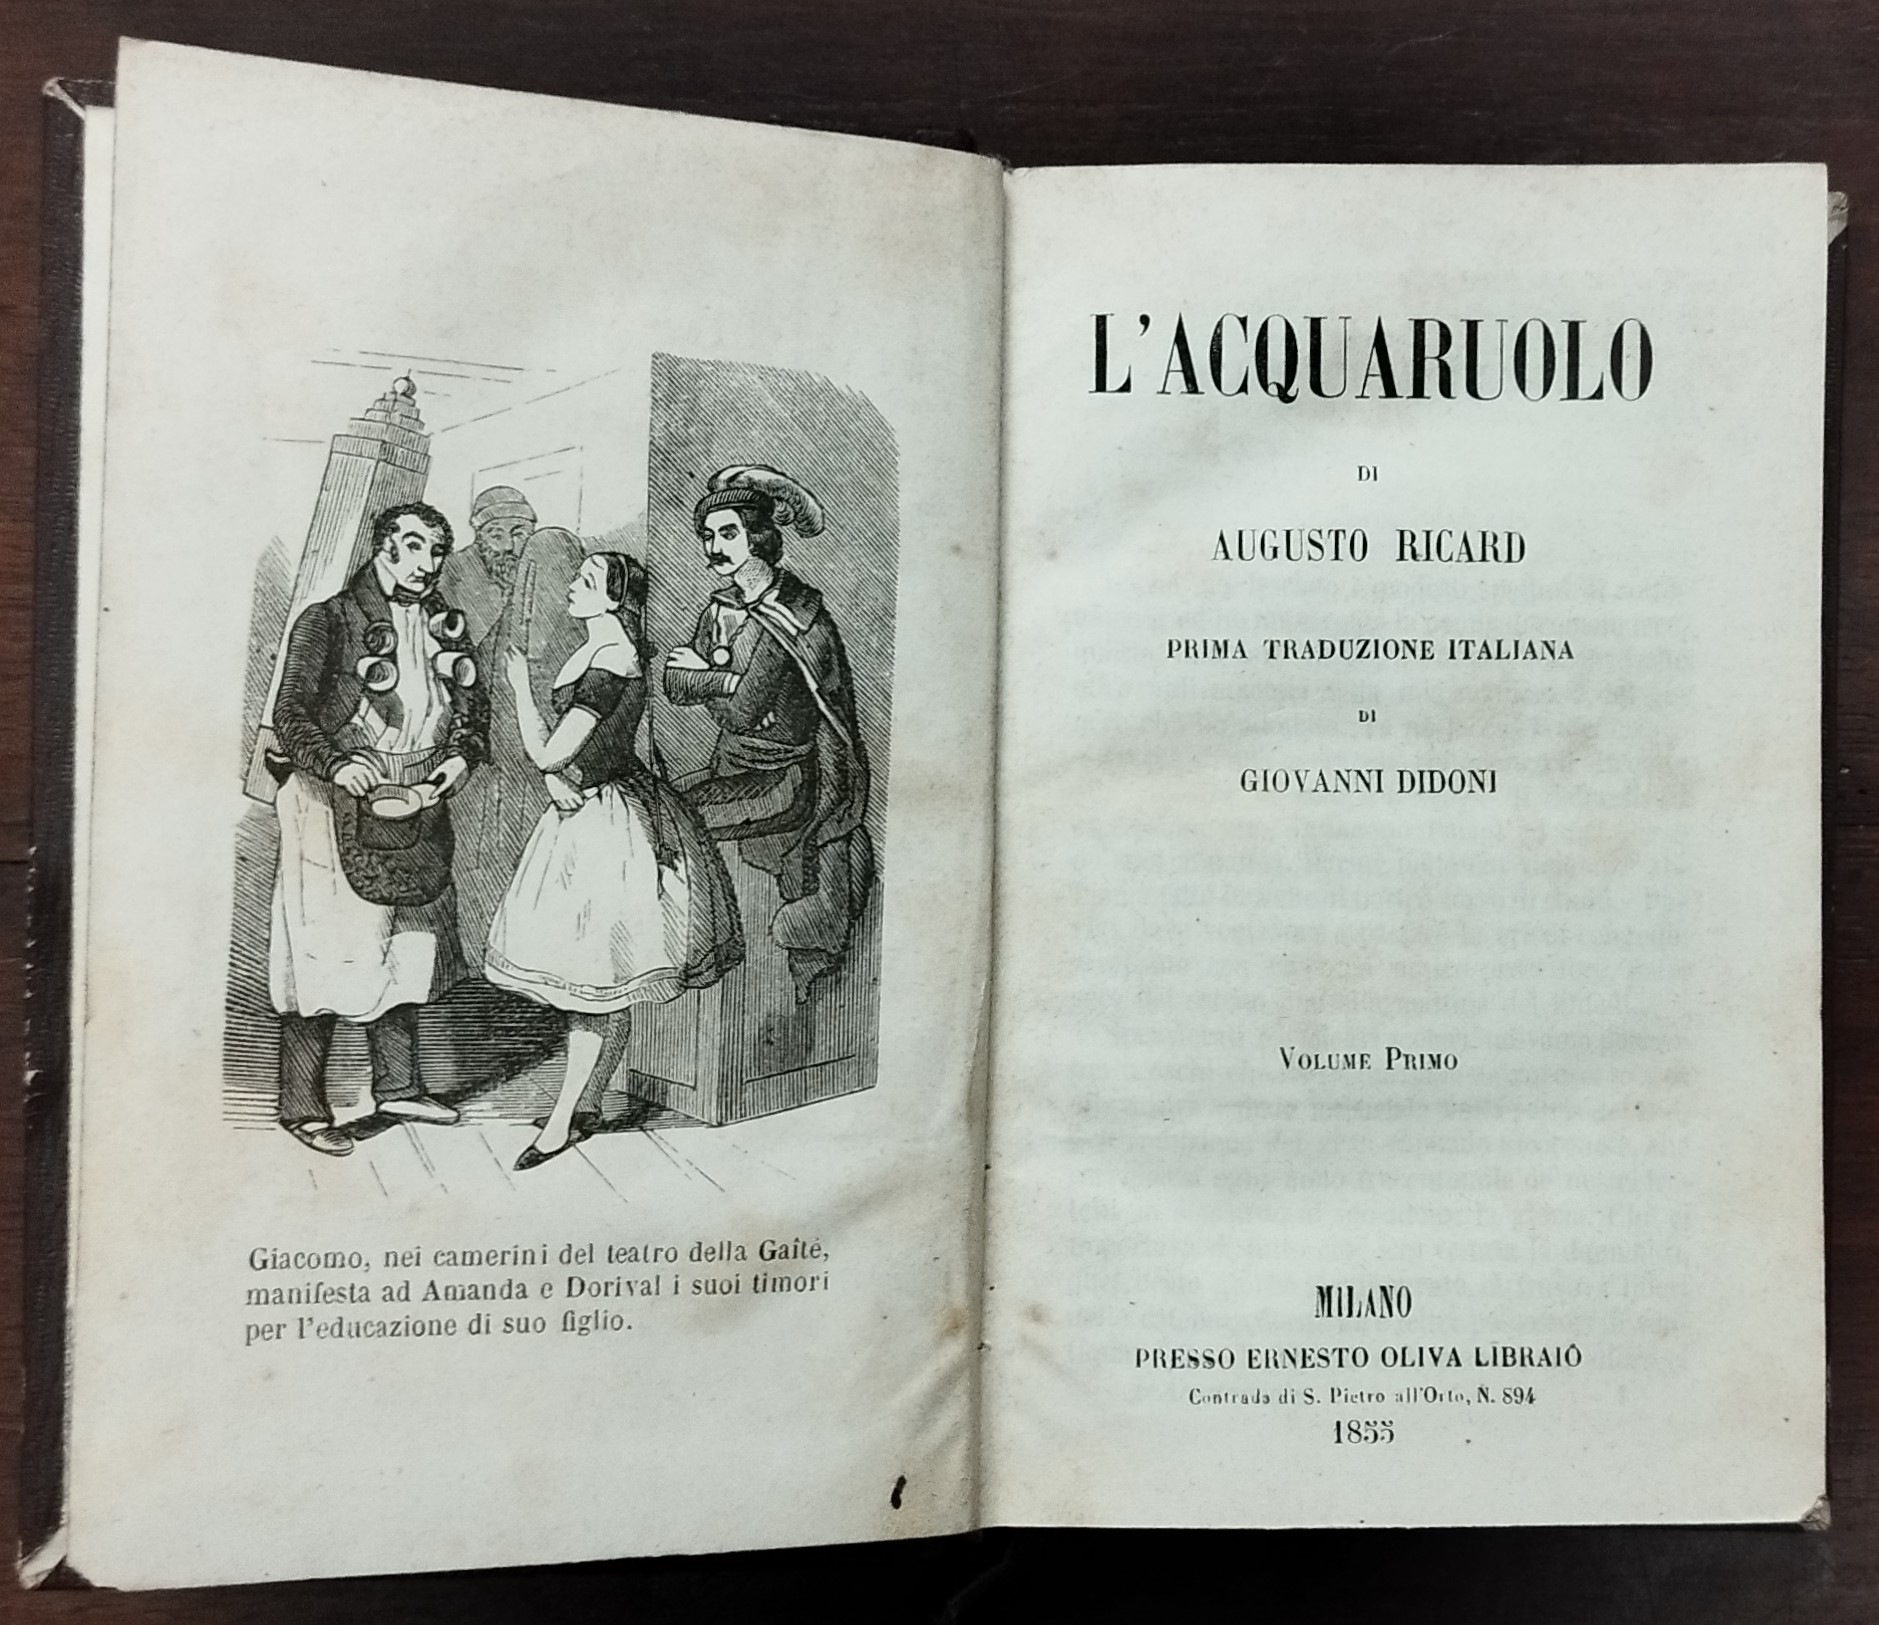 Giacomo, nei camerini del teatro della Gaîté,
manifesta ad Amanda e Dorival i suoi timori
per l'educazione di suo figlio.
L'ACQUARUOLO
DI
AUGUSTO RICARD
PRIMA TRADUZIONE ITALIANA
DI
GIOVANNI DIDONI
VOLUME PRIMO
MILANO
PRESSO ERNESTO OLIVA LIBRAIO
Contrada di S. Pietro all'Orto, N. 894
1855